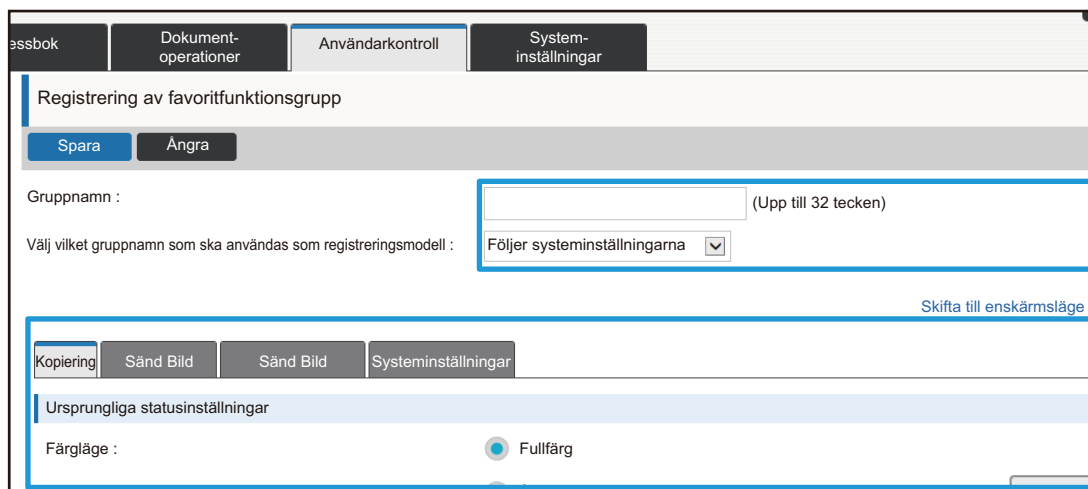 essbok
Dokument-
operationer
Användarkontroll
System-
inställningar
Registrering av favoritfunktionsgrupp
Spara
Ångra
Gruppnamn :
(Upp till 32 tecken)
Välj vilket gruppnamn som ska användas som registreringsmodell :
Följer systeminställningarna
Skifta till enskärmsläge
Kopiering
Sänd Bild
Sänd Bild
Systeminställningar
Ursprungliga statusinställningar
Färgläge :
Fullfärg